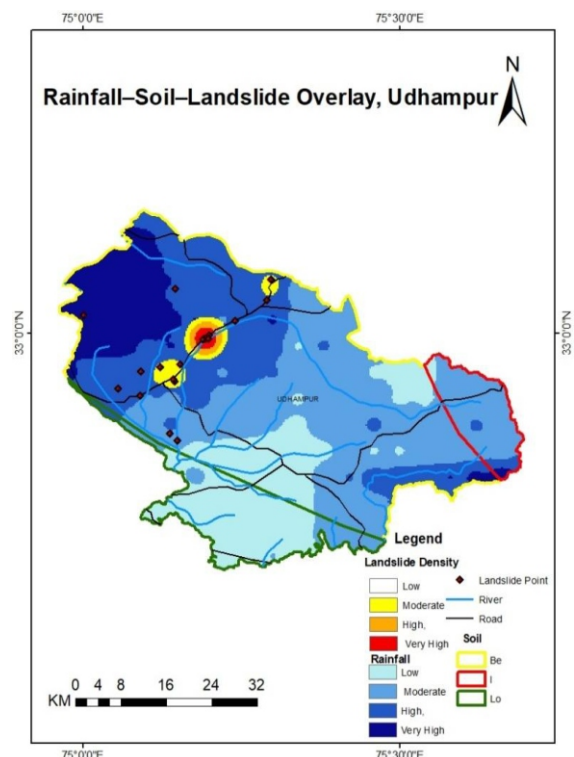 75°0'0"E 75°30'0"E
N
Rainfall–Soil–Landslide Overlay, Udhampur
33°0'0"N 33°0'0"N
UDHAMPUR
Legend
Landslide Density
Low
Moderate
High,
Very High
Rainfall
Low
Moderate
High,
Very High
Landslide Point
River
Road
Soil
Be
I
Lo
0 4 8 16 24 32
KM
75°0'0"E 75°30'0"E